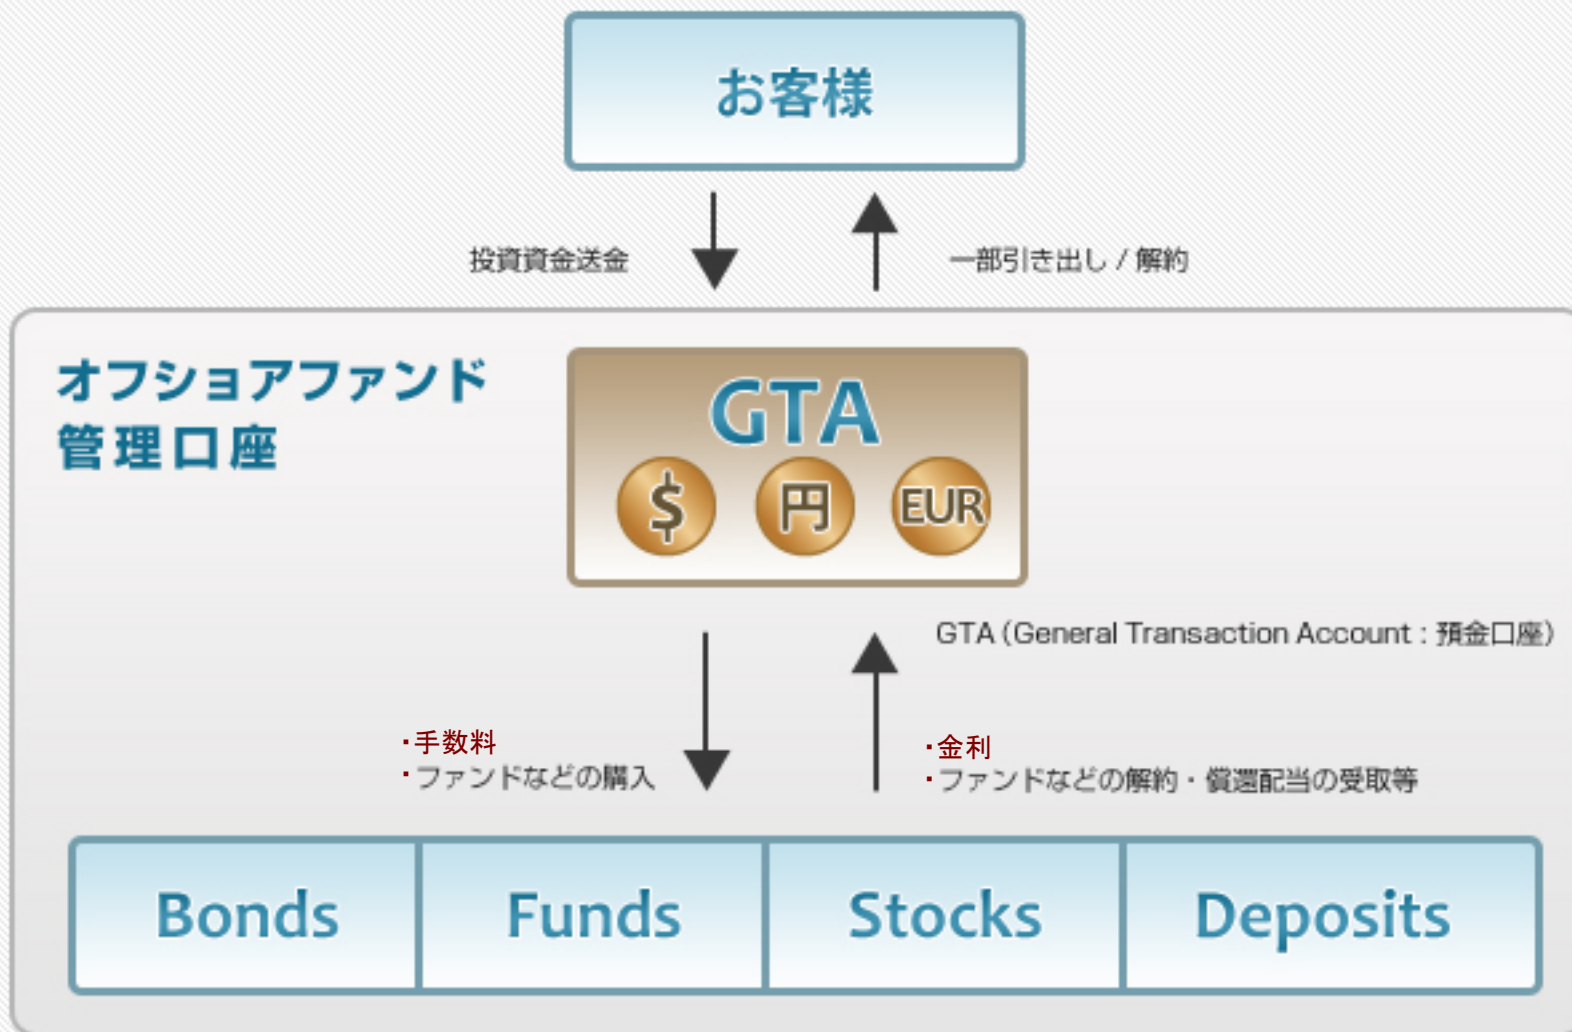 お客様
投資資金送金
一部引き出し / 解約
オフショアファンド
管理口座
GTA
$ 円 EUR
GTA（General Transaction Account : 預金口座）
・手数料
・ファンドなどの購入
・金利
・ファンドなどの解約・償還配当の受取等
Bonds Funds Stocks Deposits